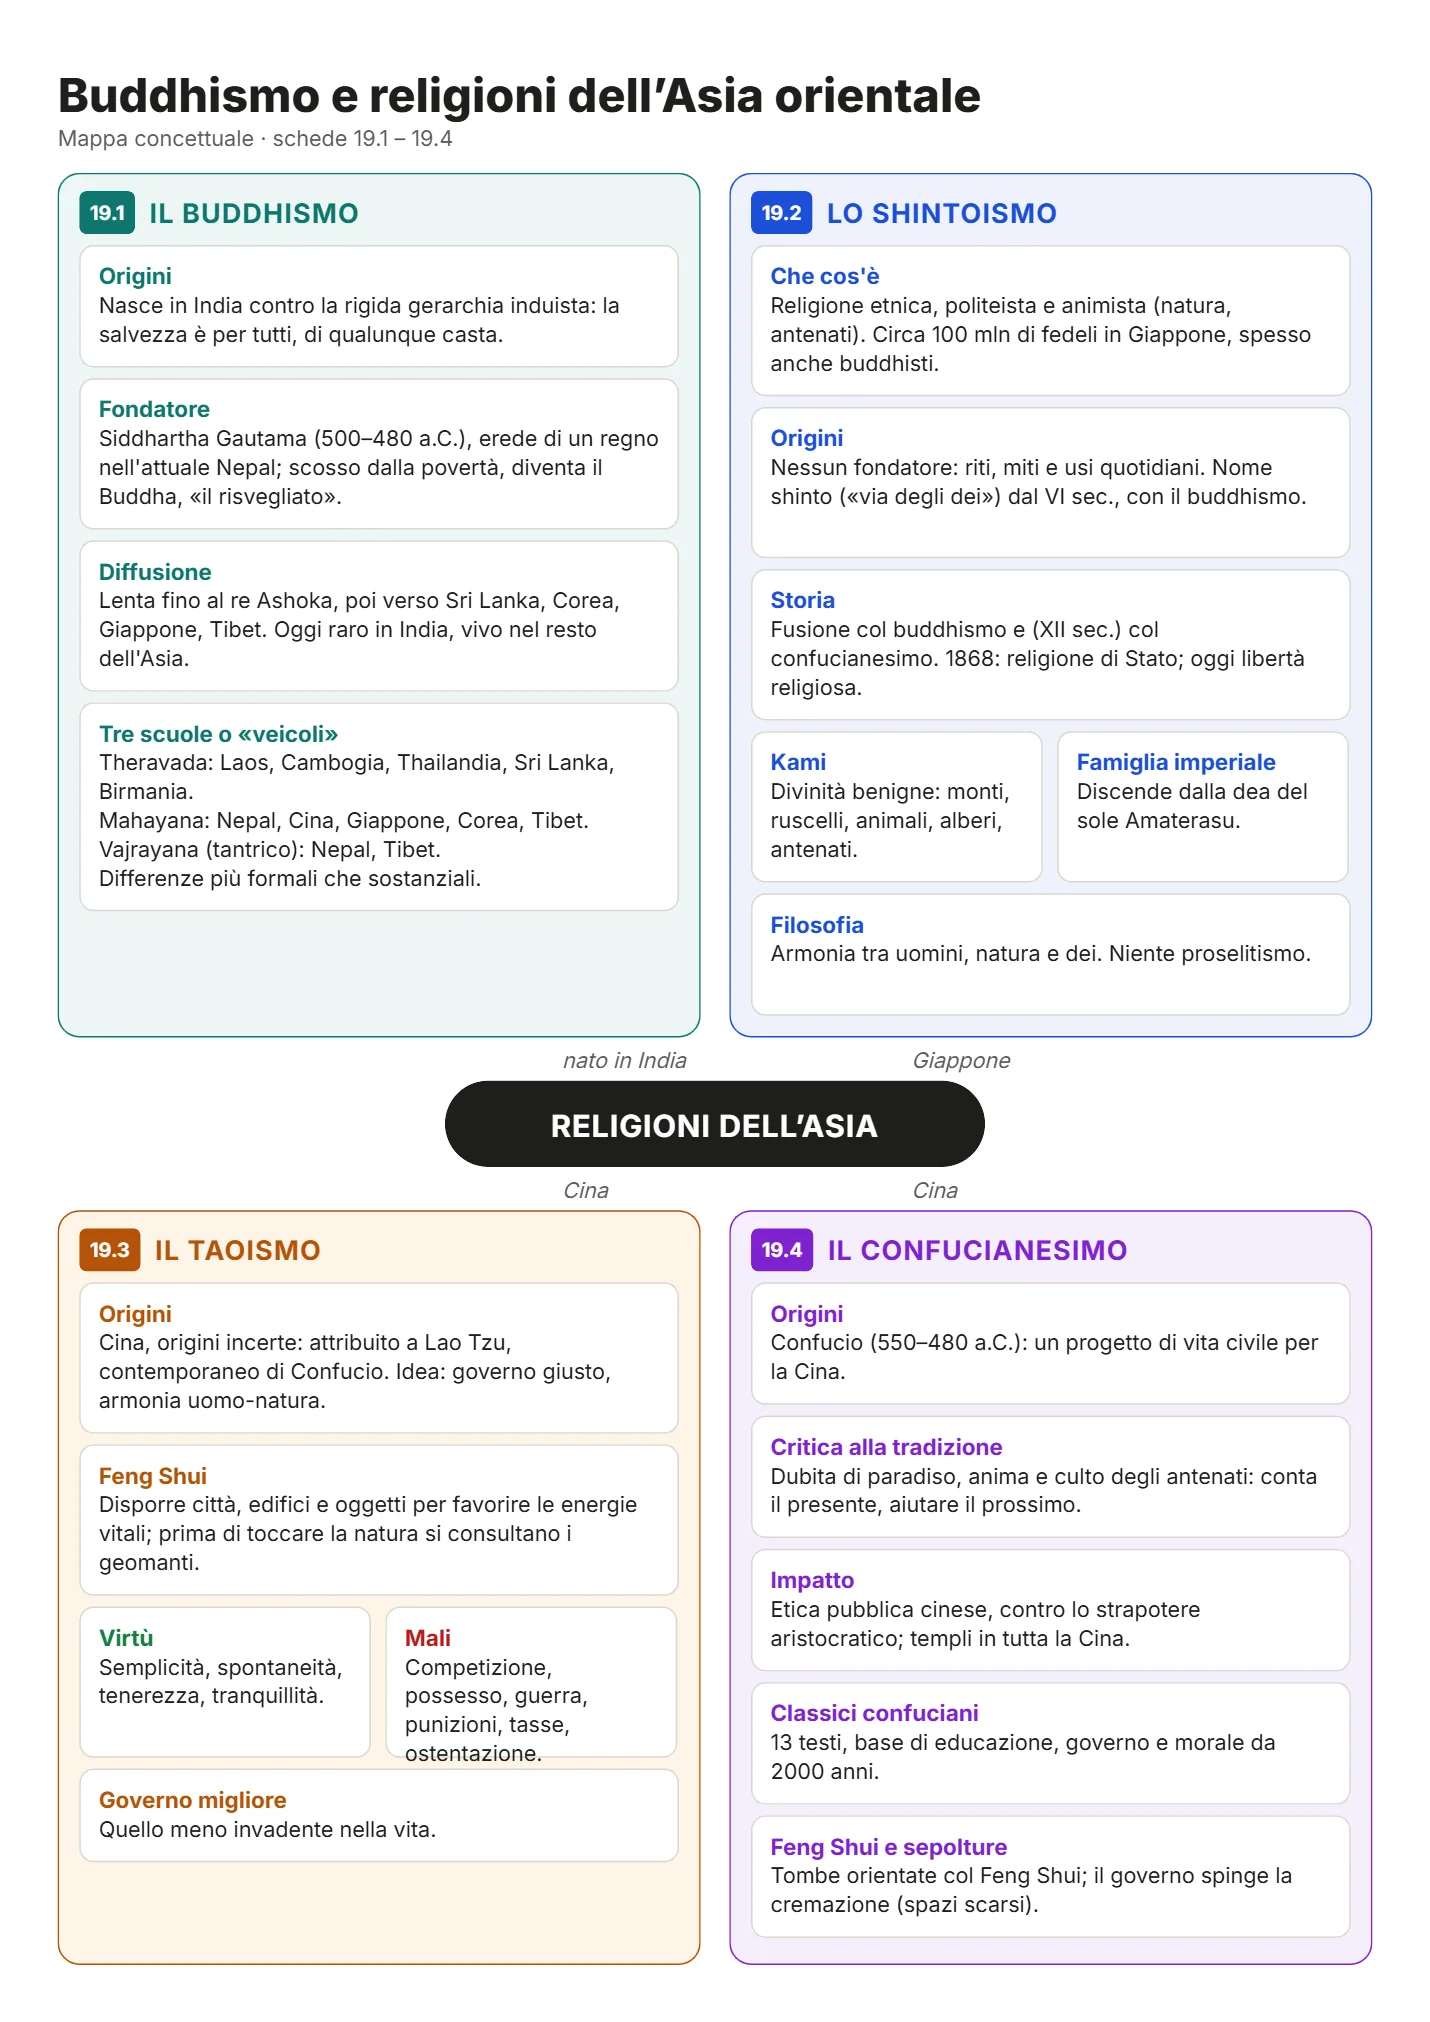 Buddhismo e religioni dell’Asia orientale
Mappa concettuale · schede 19.1 – 19.4
19.1 IL BUDDHISMO
Origini
Nasce in India contro la rigida gerarchia induista: la
salvezza è per tutti, di qualunque casta.
Fondatore
Siddhartha Gautama (500–480 a.C.), erede di un regno
nell'attuale Nepal; scosso dalla povertà, diventa il
Buddha, «il risvegliato».
Diffusione
Lenta fino al re Ashoka, poi verso Sri Lanka, Corea,
Giappone, Tibet. Oggi raro in India, vivo nel resto
dell'Asia.
Tre scuole o «veicoli»
Theravada: Laos, Cambogia, Thailandia, Sri Lanka,
Birmania.
Mahayana: Nepal, Cina, Giappone, Corea, Tibet.
Vajrayana (tantrico): Nepal, Tibet.
Differenze più formali che sostanziali.
19.2 LO SHINTOISMO
Che cos'è
Religione etnica, politeista e animista (natura,
antenati). Circa 100 mln di fedeli in Giappone, spesso
anche buddhisti.
Origini
Nessun fondatore: riti, miti e usi quotidiani. Nome
shinto («via degli dei») dal VI sec., con il buddhismo.
Storia
Fusione col buddhismo e (XII sec.) col
confucianesimo. 1868: religione di Stato; oggi libertà
religiosa.
Kami
Divinità benigne: monti,
ruscelli, animali, alberi,
antenati.
Famiglia imperiale
Discende dalla dea del
sole Amaterasu.
Filosofia
Armonia tra uomini, natura e dei. Niente proselitismo.
nato in India
Giappone
RELIGIONI DELL’ASIA
Cina
Cina
19.3 IL TAOISMO
Origini
Cina, origini incerte: attribuito a Lao Tzu,
contemporaneo di Confucio. Idea: governo giusto,
armonia uomo-natura.
Feng Shui
Disporre città, edifici e oggetti per favorire le energie
vitali; prima di toccare la natura si consultano i
geomanti.
Virtù
Semplicità, spontaneità,
tenerezza, tranquillità.
Mali
Competizione,
possesso, guerra,
punizioni, tasse,
ostentazione.
Governo migliore
Quello meno invadente nella vita.
19.4 IL CONFUCIANESIMO
Origini
Confucio (550–480 a.C.): un progetto di vita civile per
la Cina.
Critica alla tradizione
Dubita di paradiso, anima e culto degli antenati: conta
il presente, aiutare il prossimo.
Impatto
Etica pubblica cinese, contro lo strapotere
aristocratico; templi in tutta la Cina.
Classici confuciani
13 testi, base di educazione, governo e morale da
2000 anni.
Feng Shui e sepolture
Tombe orientate col Feng Shui; il governo spinge la
cremazione (spazi scarsi).